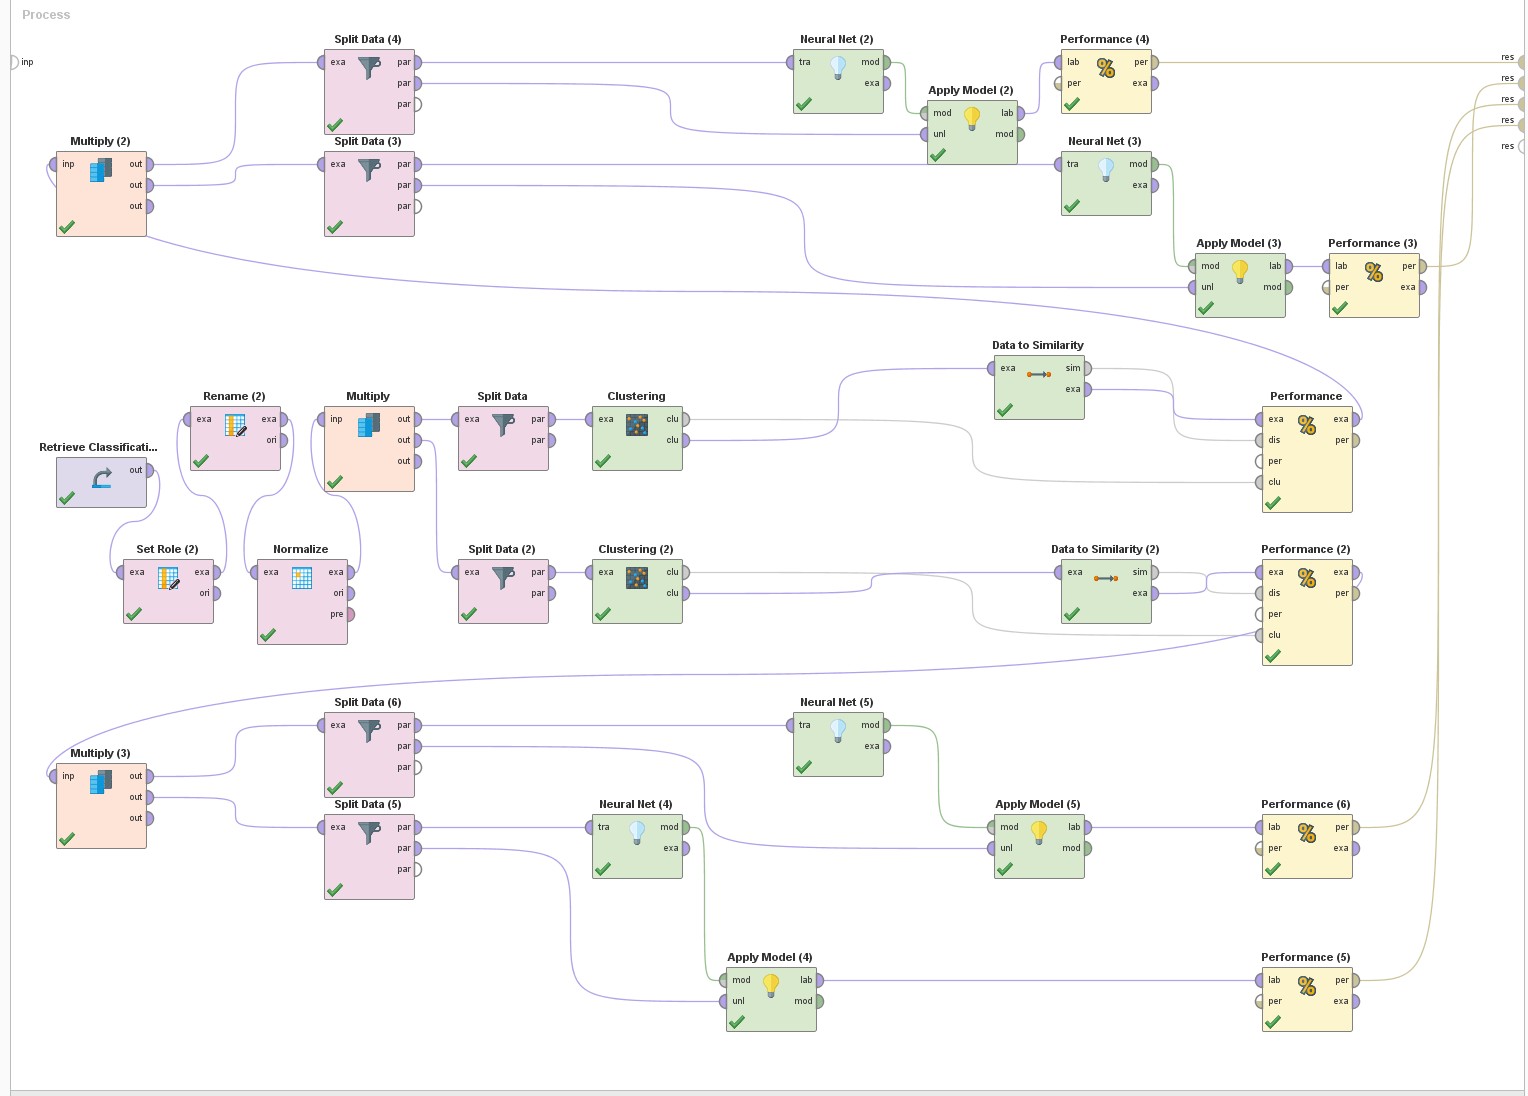 Process
inp
res
res
res
res
res
Split Data (4)
exa par
par
par
Neural Net (2)
tra mod
exa
Performance (4)
lab per
per exa
Apply Model (2)
mod lab
unl mod
Multiply (2)
inp out
out
out
Split Data (3)
exa par
par
par
Neural Net (3)
tra mod
exa
Apply Model (3)
mod lab
unl mod
Performance (3)
lab per
per exa
Data to Similarity
exa sim
exa
Rename (2)
exa exa
ori
Multiply
inp out
out
out
Split Data
exa par
par
Clustering
exa clu
clu
Performance
exa exa
dis per
per
clu
Retrieve Classificati...
out
Set Role (2)
exa exa
ori
Normalize
exa exa
ori
pre
Split Data (2)
exa par
par
Clustering (2)
exa clu
clu
Data to Similarity (2)
exa sim
exa
Performance (2)
exa exa
dis per
per
clu
Split Data (6)
exa par
par
par
Neural Net (5)
tra mod
exa
Multiply (3)
inp out
out
out
Split Data (5)
exa par
par
par
Neural Net (4)
tra mod
exa
Apply Model (5)
mod lab
unl mod
Performance (6)
lab per
per exa
Apply Model (4)
mod lab
unl mod
Performance (5)
lab per
per exa